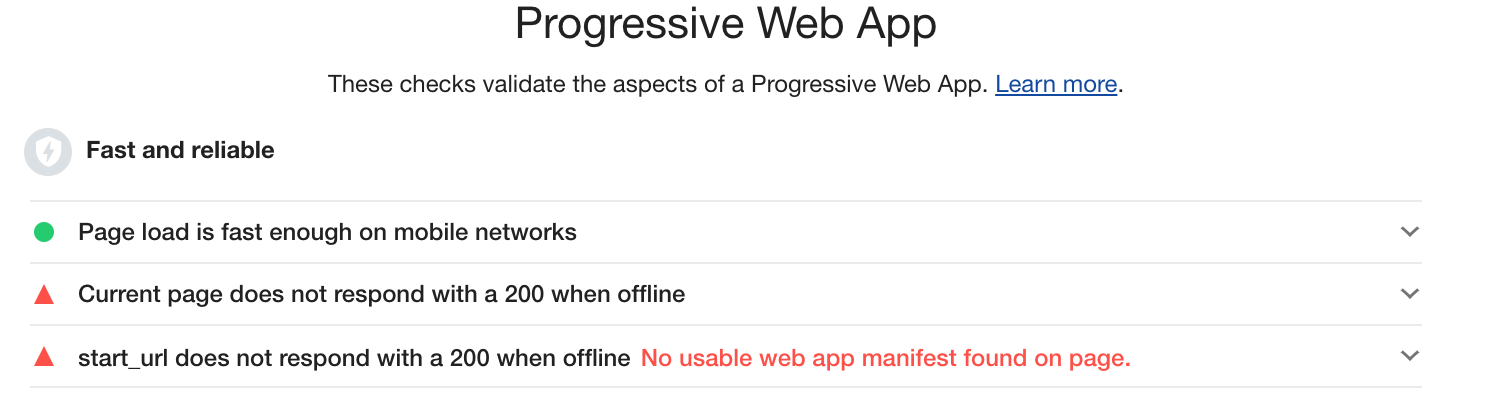 Progressive Web App
These checks validate the aspects of a Progressive Web App. Learn more.
Fast and reliable
Page load is fast enough on mobile networks
Current page does not respond with a 200 when offline
start_url does not respond with a 200 when offline No usable web app manifest found on page.